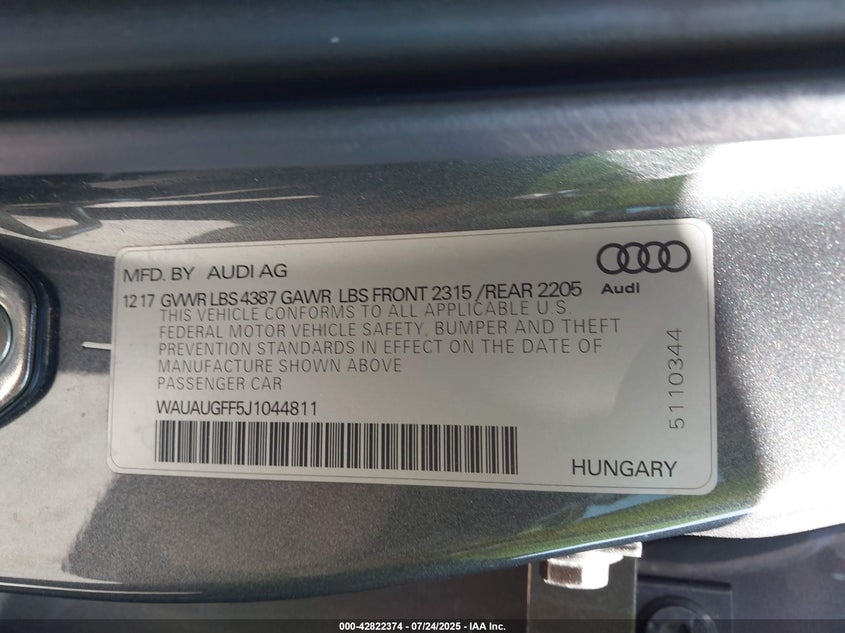 MFD. BY AUDI AG
Audi
12 17 GVWR LBS 4387 GAWR LBS FRONT 2315 /REAR 2205
THIS VEHICLE CONFORMS TO ALL APPLICABLE U.S.
FEDERAL MOTOR VEHICLE SAFETY, BUMPER AND THEFT
PREVENTION STANDARDS IN EFFECT ON THE DATE OF
MANUFACTURE SHOWN ABOVE
PASSENGER CAR
WAUAUGFF5J1044811
5110344
HUNGARY
000-42822374 - 07/24/2025 - IAA Inc.